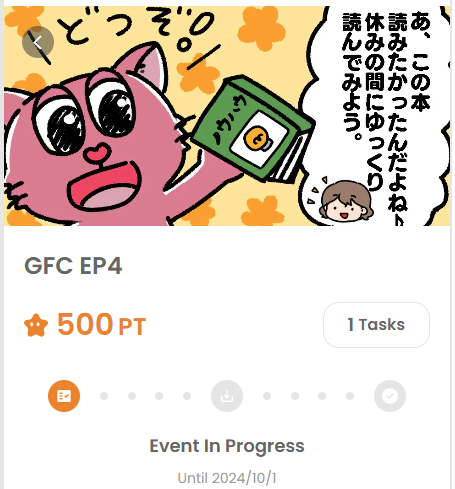 どうぞ!
ノウハウ
あ、この本
読みたかったんだよね♪
休みの間にゆっくり
読んでみよう。
GFC EP4
500 PT
1 Tasks
Event In Progress
Until 2024/10/1